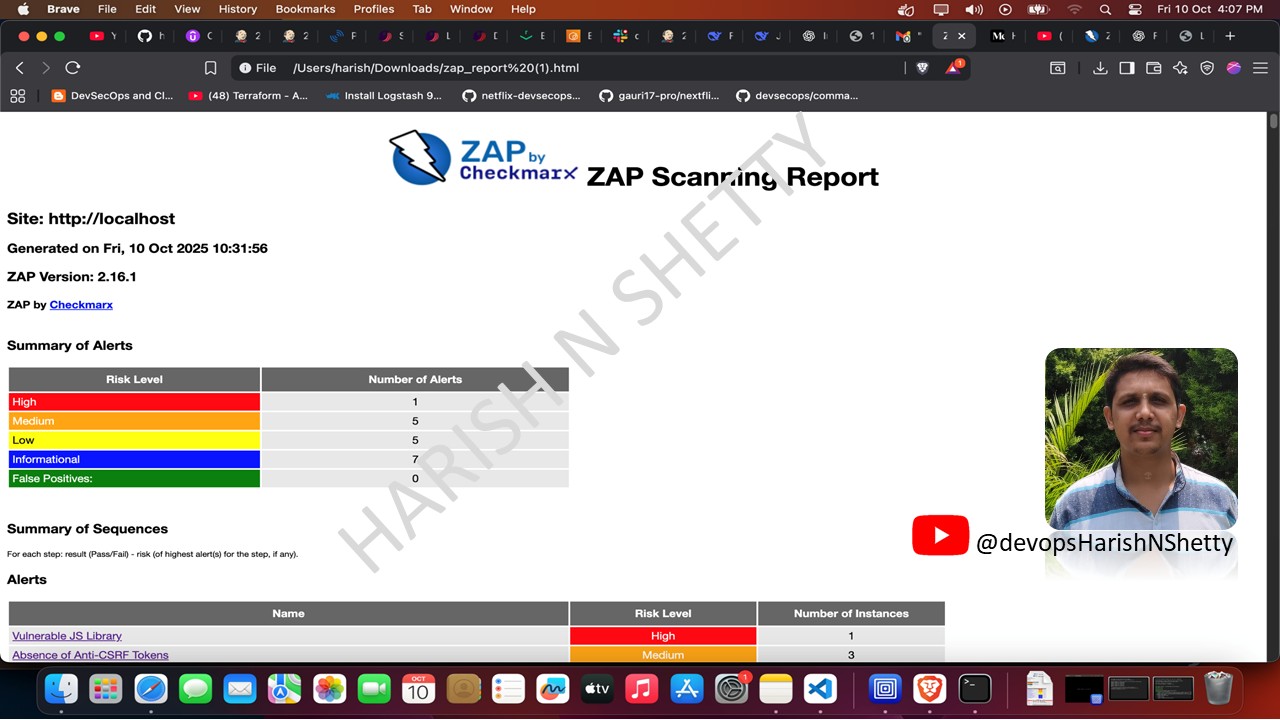 Brave File Edit View History Bookmarks Profiles Tab Window Help Fri 10 Oct 4:07 PM
File /Users/harish/Downloads/zap_report%20(1).html
DevSecOps and Cl... (48) Terraform - A... Install Logstash 9... netflix-devsecops... gauri17-pro/nextfli... devsecops/comma...
ZAP by
Checkmarx ZAP Scanning Report
Site: http://localhost
Generated on Fri, 10 Oct 2025 10:31:56
ZAP Version: 2.16.1
ZAP by Checkmarx
HARISH N SHETTY
Summary of Alerts
Risk Level Number of Alerts
High 1
Medium 5
Low 5
Informational 7
False Positives: 0
Summary of Sequences
For each step: result (Pass/Fail) - risk (of highest alert(s) for the step, if any).
@devopsHarishNShetty
Alerts
Name Risk Level Number of Instances
Vulnerable JS Library High 1
Absence of Anti-CSRF Tokens Medium 3
OCT
10
tv
1